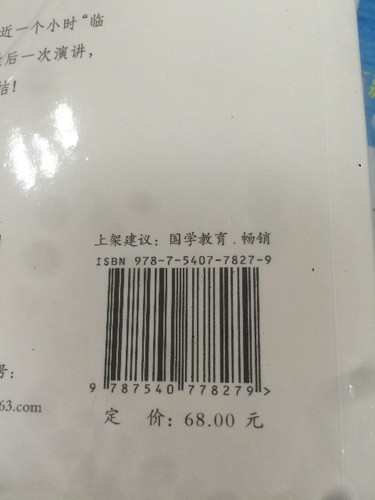 近一个小时“临
后一次演讲,
结!
上架建议: 国学教育.畅销
ISBN 978-7-5407-7827-9
9 787540 778279 >
号:
63.com
定 价: 68.00 元